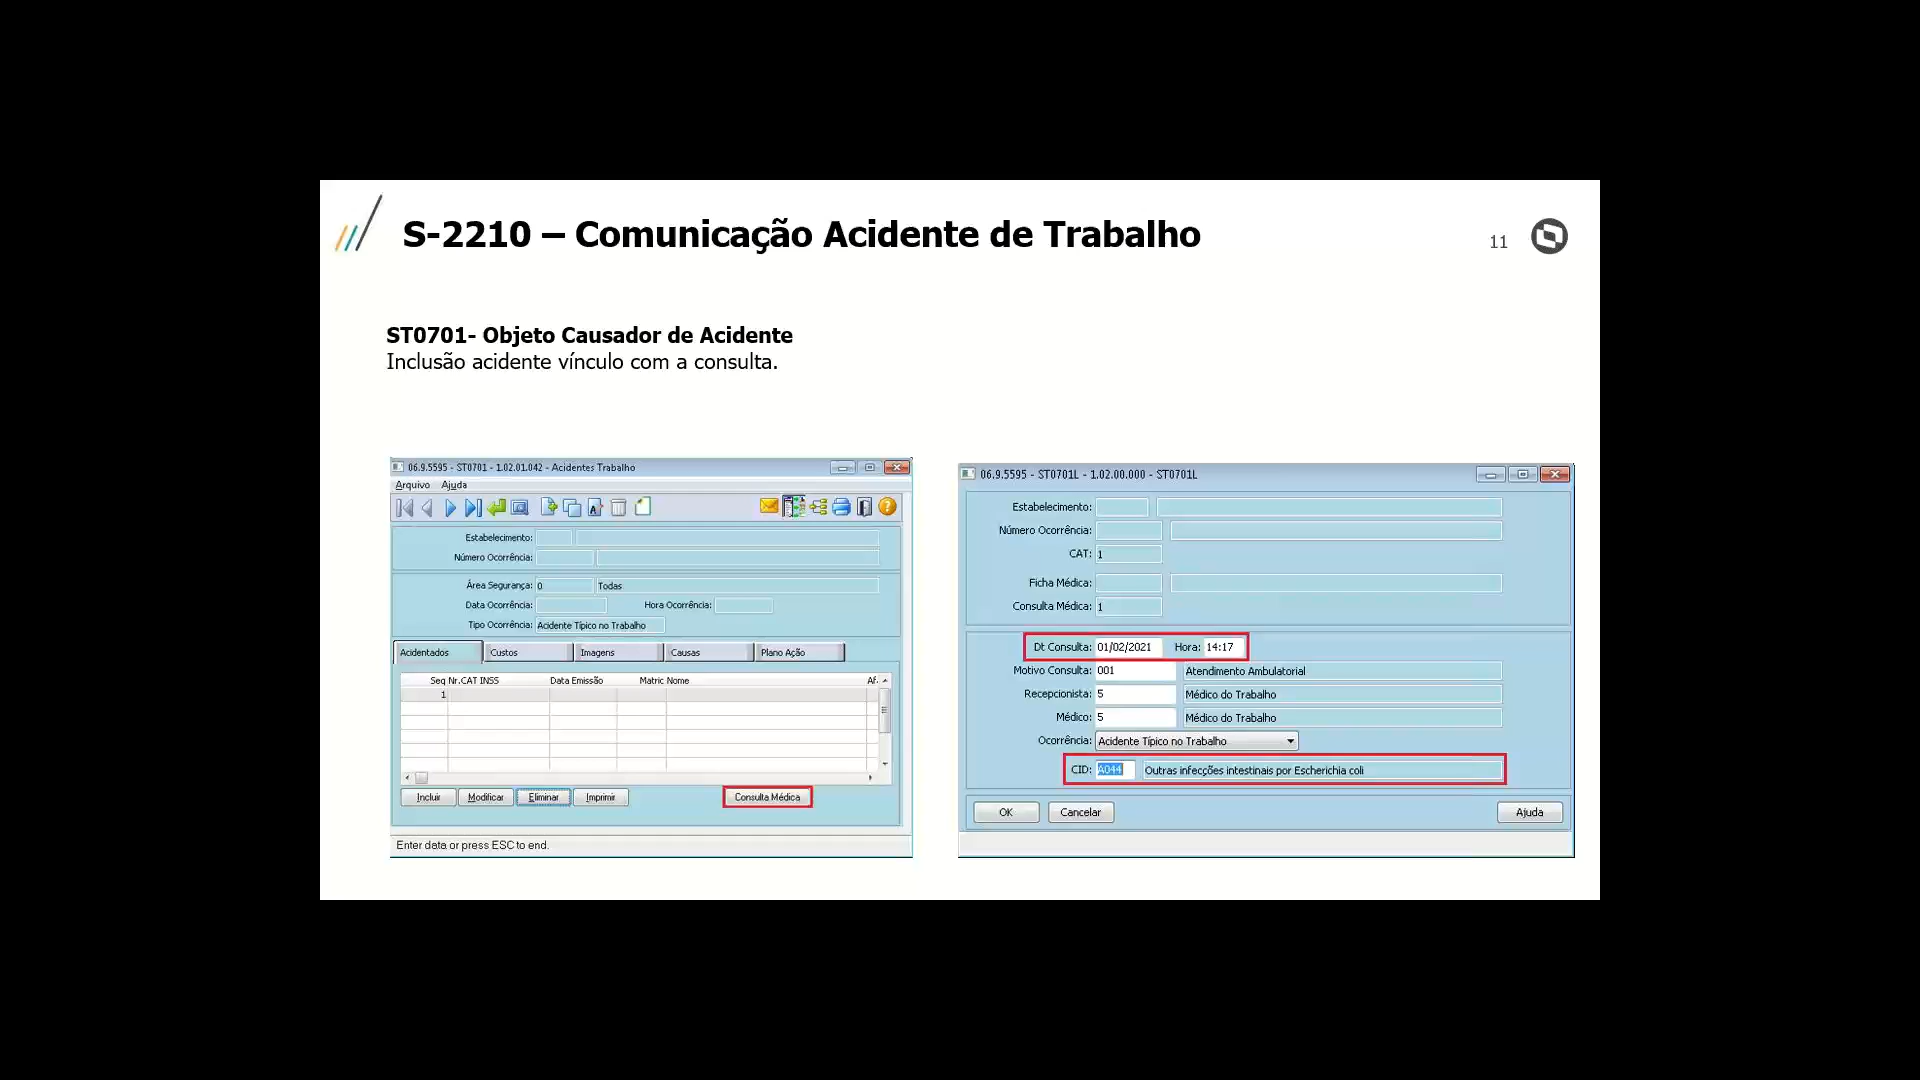 S-2210 – Comunicação Acidente de Trabalho
11
ST0701- Objeto Causador de Acidente
Inclusão acidente vínculo com a consulta.
06.9.5595 - ST0701 - 1.02.01.042 - Acidentes Trabalho
Arquivo Ajuda
Estabelecimento:
Número Ocorrência:
Área Segurança: 0 Todas
Data Ocorrência: Hora Ocorrência:
Tipo Ocorrência: Acidente Típico no Trabalho
Acidentados Custos Imagens Causas Plano Ação
Seq Nr.CAT INSS Data Emissão Matric Nome Af.
1
Incluir Modificar Eliminar Imprimir Consulta Médica
Enter data or press ESC to end.
06.9.5595 - ST0701L - 1.02.00.000 - ST0701L
Estabelecimento:
Número Ocorrência:
CAT: 1
Ficha Médica:
Consulta Médica: 1
Dt Consulta: 01/02/2021 Hora: 14:17
Motivo Consulta: 001 Atendimento Ambulatorial
Recepcionista: 5 Médico do Trabalho
Médico: 5 Médico do Trabalho
Ocorrência: Acidente Típico no Trabalho
CID: A044 Outras infecções intestinais por Escherichia coli
OK Cancelar Ajuda